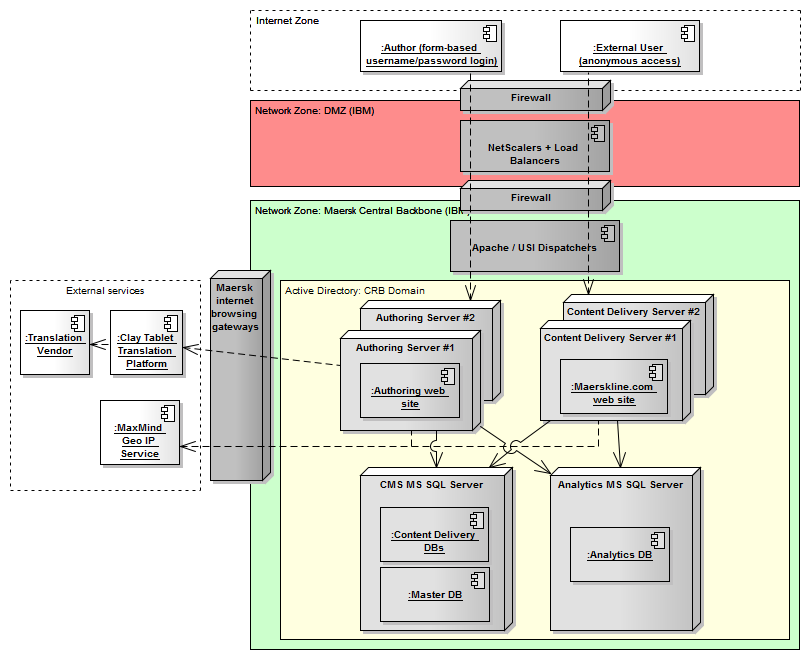 Internet Zone
:Author (form-based
username/password login)
:External User
(anonymous access)
Firewall
Network Zone: DMZ (IBM)
NetScalers + Load
Balancers
Firewall
Network Zone: Maersk Central Backbone (IBM
Apache / USI Dispatchers
External services
Maersk
internet
browsing
gateways
Active Directory: CRB Domain
Authoring Server #2
Content Delivery Server #2
:Translation
Vendor
:Clay Tablet
Translation
Platform
Authoring Server #1
Content Delivery Server #1
:Authoring web
site
:Maerskline.com
web site
:MaxMind
Geo IP
Service
CMS MS SQL Server
Analytics MS SQL Server
:Content Delivery
DBs
:Analytics DB
:Master DB